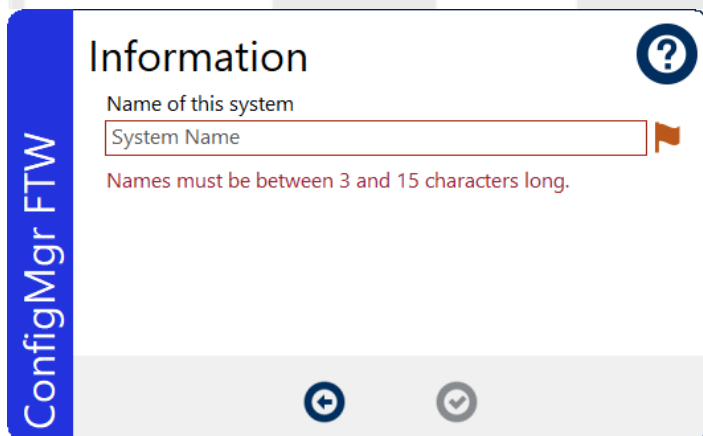 Information
Name of this system
System Name
Names must be between 3 and 15 characters long.
ConfigMgr FTW